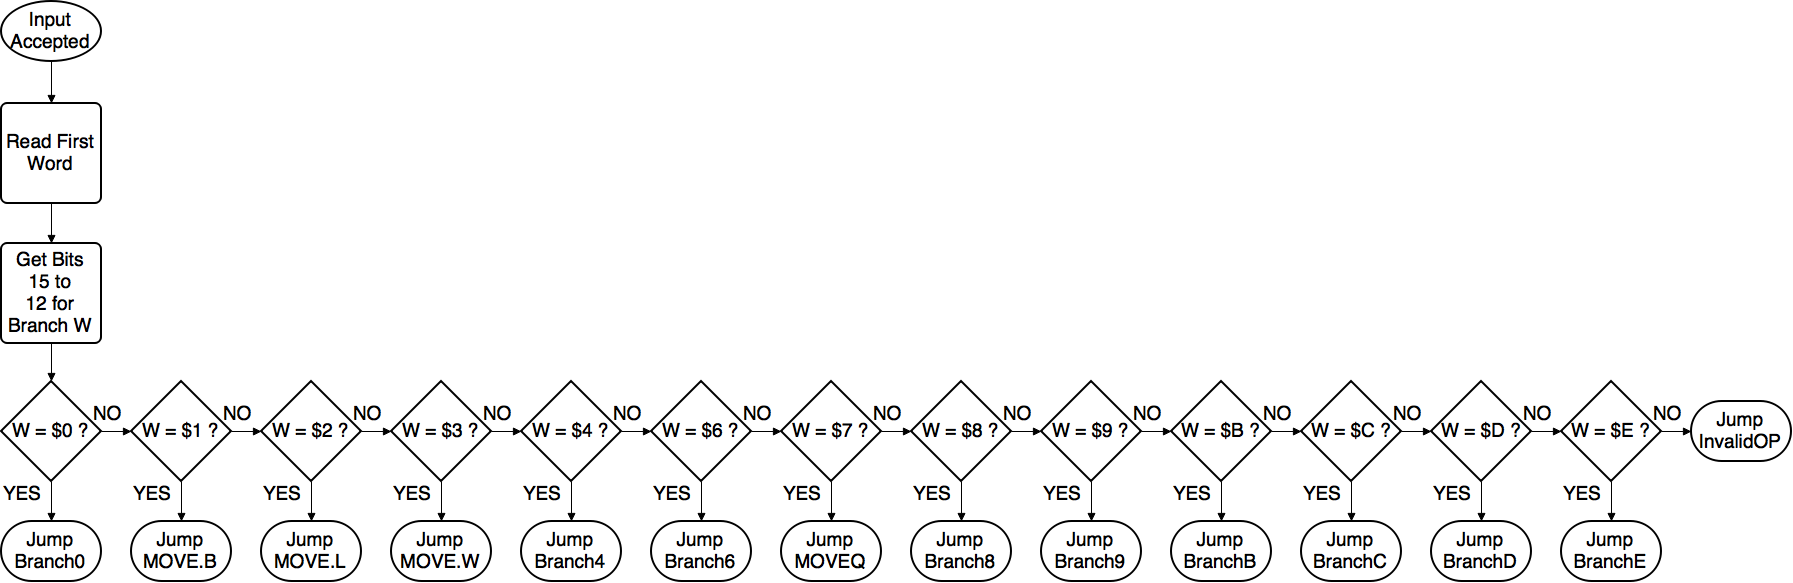 Input
Accepted
Read First
Word
Get Bits
15 to
12 for
Branch W
W = $0 ?
NO
W = $1 ?
NO
W = $2 ?
NO
W = $3 ?
NO
W = $4 ?
NO
W = $6 ?
NO
W = $7 ?
NO
W = $8 ?
NO
W = $9 ?
NO
W = $B ?
NO
W = $C ?
NO
W = $D ?
NO
W = $E ?
NO
Jump
InvalidOP
YES
YES
YES
YES
YES
YES
YES
YES
YES
YES
YES
YES
YES
Jump
Branch0
Jump
MOVE.B
Jump
MOVE.L
Jump
MOVE.W
Jump
Branch4
Jump
Branch6
Jump
MOVEQ
Jump
Branch8
Jump
Branch9
Jump
BranchB
Jump
BranchC
Jump
BranchD
Jump
BranchE